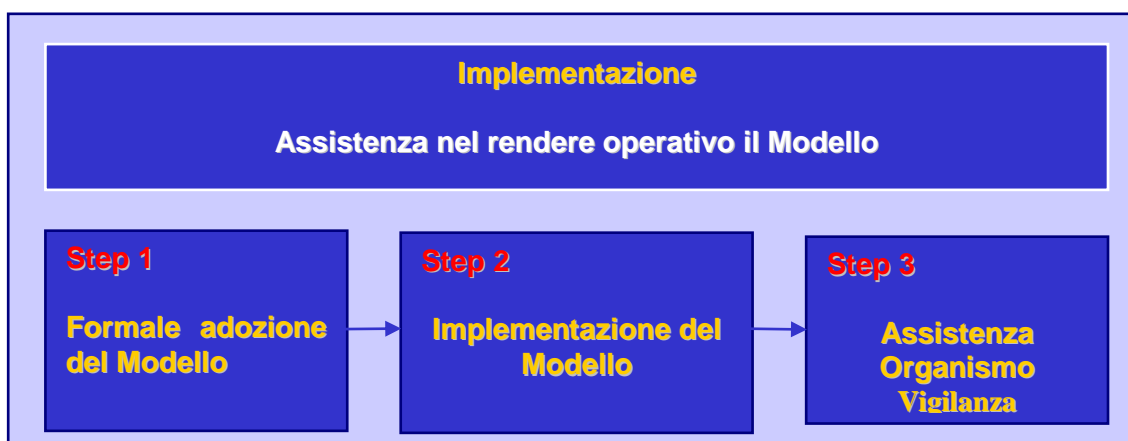 Implementazione
Assistenza nel rendere operativo il Modello
Step 1
Formale adozione
del Modello
Step 2
Implementazione del
Modello
Step 3
Assistenza
Organismo
Vigilanza